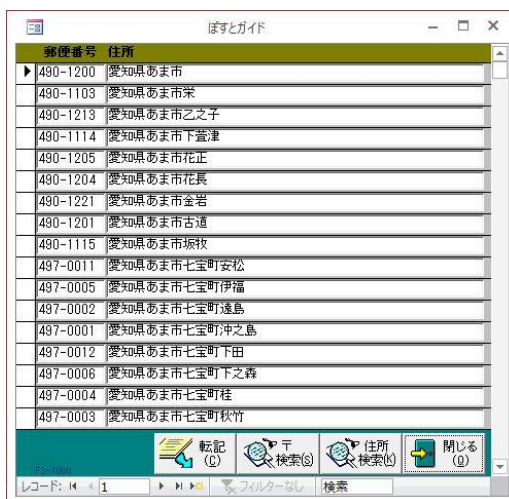 ぽすとガイド
郵便番号 住所
490-1200 愛知県あま市
490-1103 愛知県あま市栄
490-1213 愛知県あま市乙之子
490-1114 愛知県あま市下萱津
490-1205 愛知県あま市花正
490-1204 愛知県あま市花長
490-1221 愛知県あま市金岩
490-1201 愛知県あま市古道
490-1115 愛知県あま市坂牧
497-0011 愛知県あま市七宝町安松
497-0005 愛知県あま市七宝町伊福
497-0002 愛知県あま市七宝町遠島
497-0001 愛知県あま市七宝町沖之島
497-0012 愛知県あま市七宝町下田
497-0006 愛知県あま市七宝町下之森
497-0004 愛知県あま市七宝町桂
497-0003 愛知県あま市七宝町秋竹
転記(C) 〒検索(S) 住所検索(K) 閉じる(Q)
FS-1000
レコード: 1 フィルターなし 検索